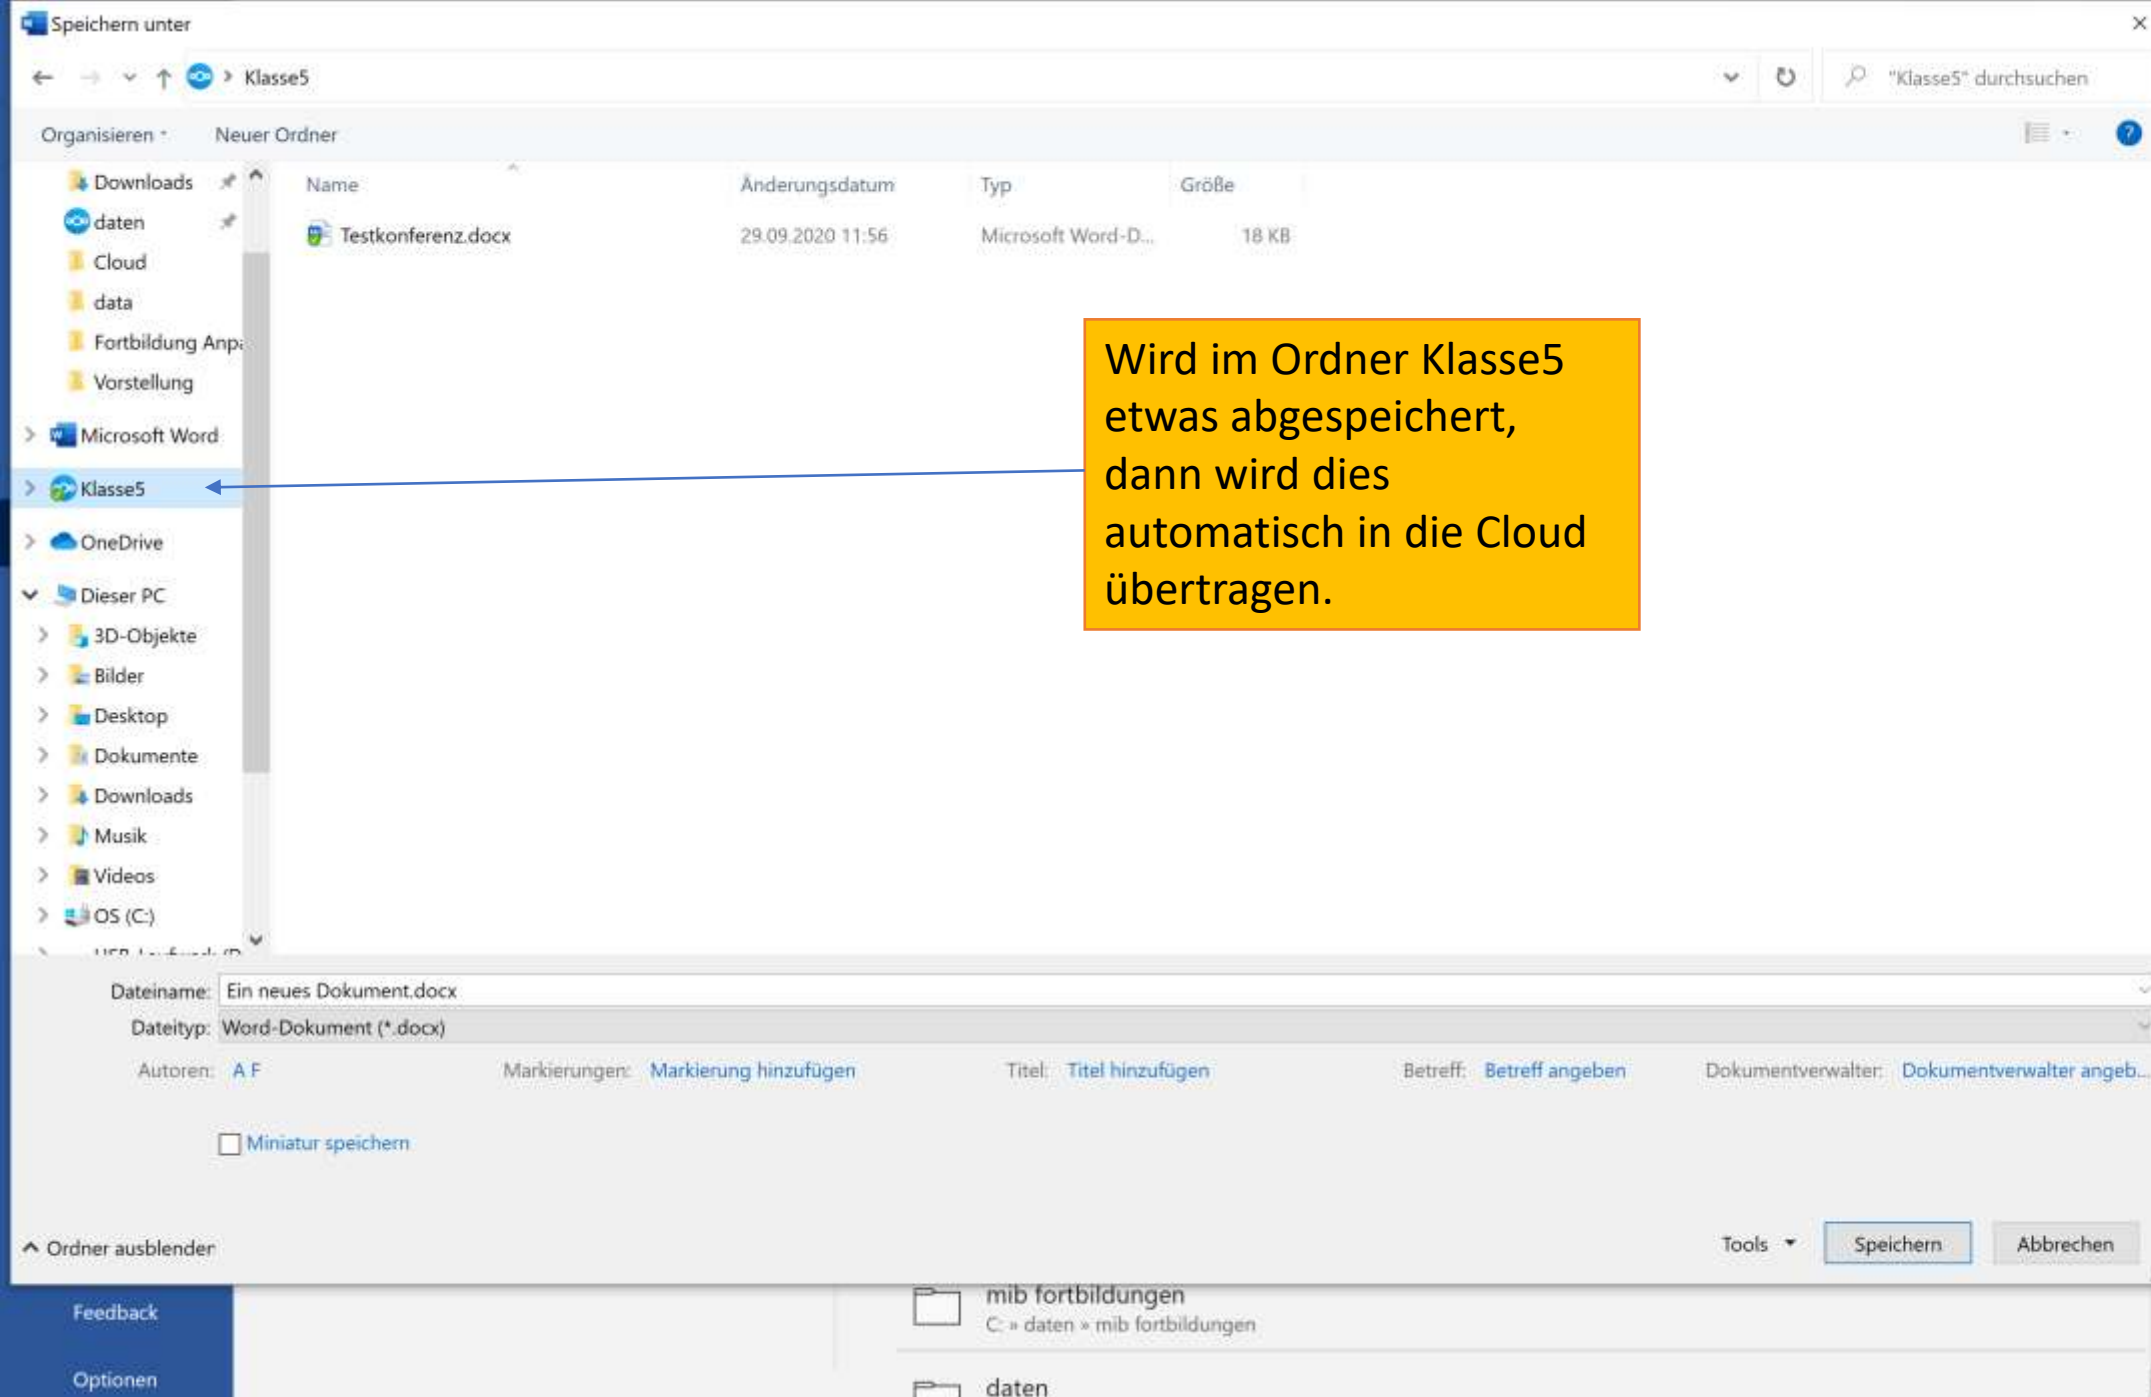 Speichern unter
Klasse5
"Klasse5" durchsuchen
Organisieren
Neuer Ordner
Downloads
daten
Cloud
data
Fortbildung Anpa
Vorstellung
Microsoft Word
Klasse5
OneDrive
Dieser PC
3D-Objekte
Bilder
Desktop
Dokumente
Downloads
Musik
Videos
OS (C:)
Name Änderungsdatum Typ Größe
Testkonferenz.docx 29.09.2020 11:56 Microsoft Word-D... 18 KB
Wird im Ordner Klasse5
etwas abgespeichert,
dann wird dies
automatisch in die Cloud
übertragen.
Dateiname: Ein neues Dokument.docx
Dateityp: Word-Dokument (*.docx)
Autoren: A F Markierungen: Markierung hinzufügen Titel: Titel hinzufügen Betreff: Betreff angeben Dokumentverwalter: Dokumentverwalter angeb...
Miniatur speichern
Ordner ausblenden
Tools Speichern Abbrechen
Feedback
Optionen
mib fortbildungen
C: » daten » mib fortbildungen
daten